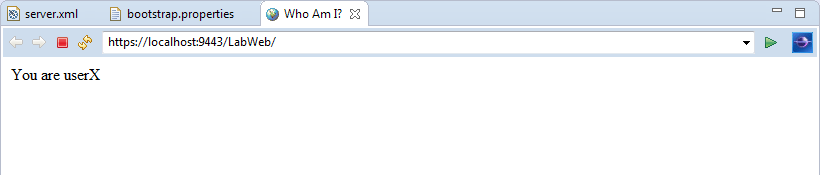 server.xml bootstrap.properties Who Am I?
https://localhost:9443/LabWeb/
You are userX